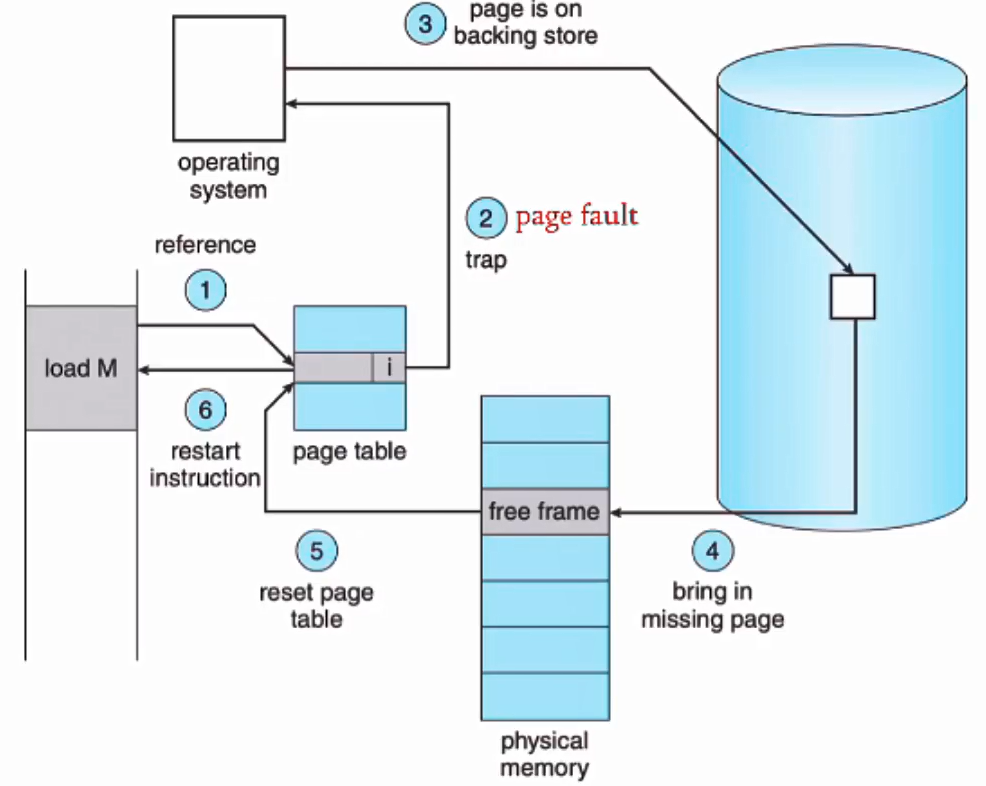 3
page is on
backing store
operating
system
2 page fault
trap
reference
1
load M
i
6
restart
instruction
page table
free frame
5
reset page
table
4
bring in
missing page
physical
memory